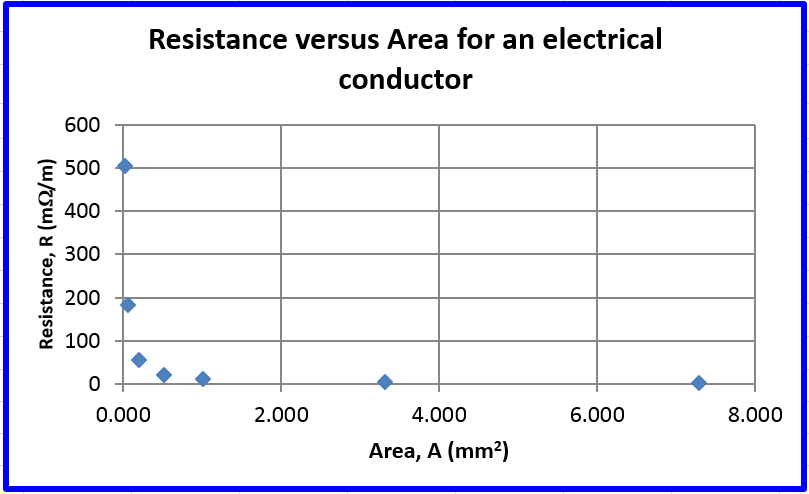 Resistance versus Area for an electrical
conductor
600
500
400
300
200
100
0
Resistance, R (mΩ/m)
0.000 2.000 4.000 6.000 8.000
Area, A (mm²)